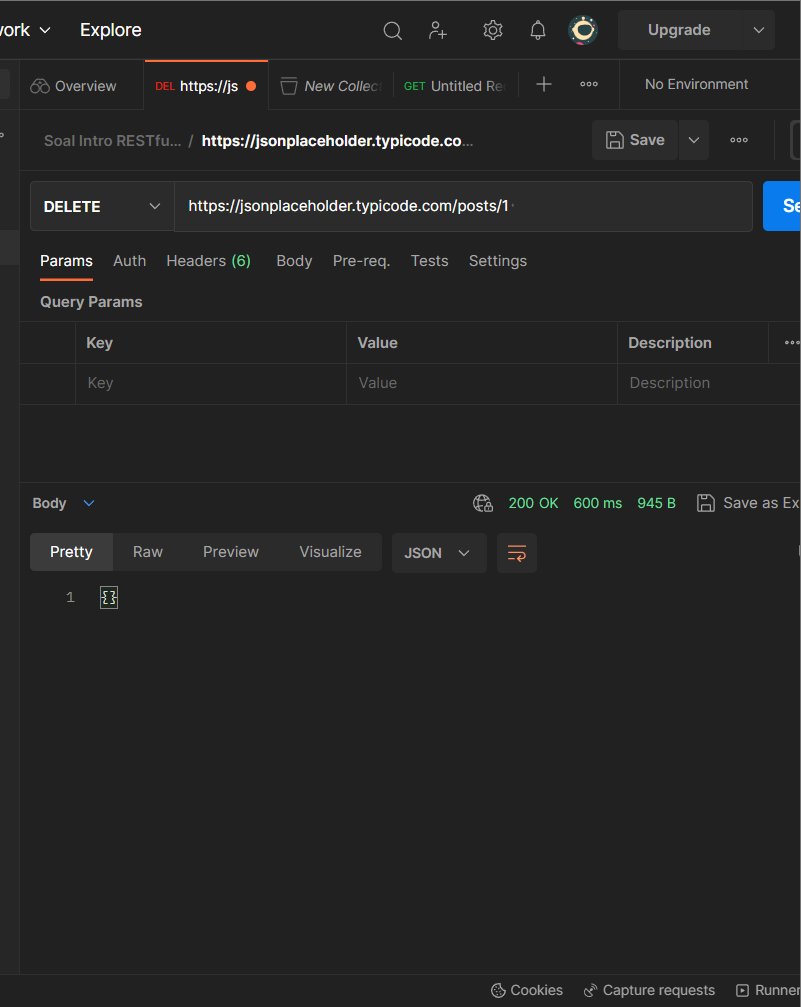 ork Explore Upgrade
Overview DEL https://js New Collec GET Untitled Re No Environment
Soal Intro RESTfu... / https://jsonplaceholder.typicode.co... Save
DELETE https://jsonplaceholder.typicode.com/posts/1 Se
Params Auth Headers (6) Body Pre-req. Tests Settings
Query Params
Key Value Description
Key Value Description
Body 200 OK 600 ms 945 B Save as Ex
Pretty Raw Preview Visualize JSON
1 {}
Cookies Capture requests Runner